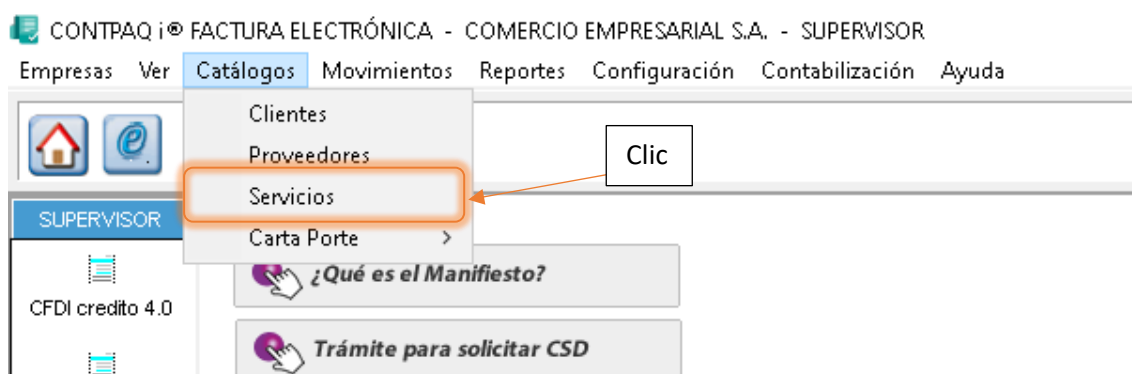 CONTPAQ i® FACTURA ELECTRÓNICA - COMERCIO EMPRESARIAL S.A. - SUPERVISOR
Empresas Ver Catálogos Movimientos Reportes Configuración Contabilización Ayuda
Clientes
Proveedores
Clic
Servicios
SUPERVISOR
Carta Porte >
¿Qué es el Manifiesto?
CFDI credito 4.0
Trámite para solicitar CSD